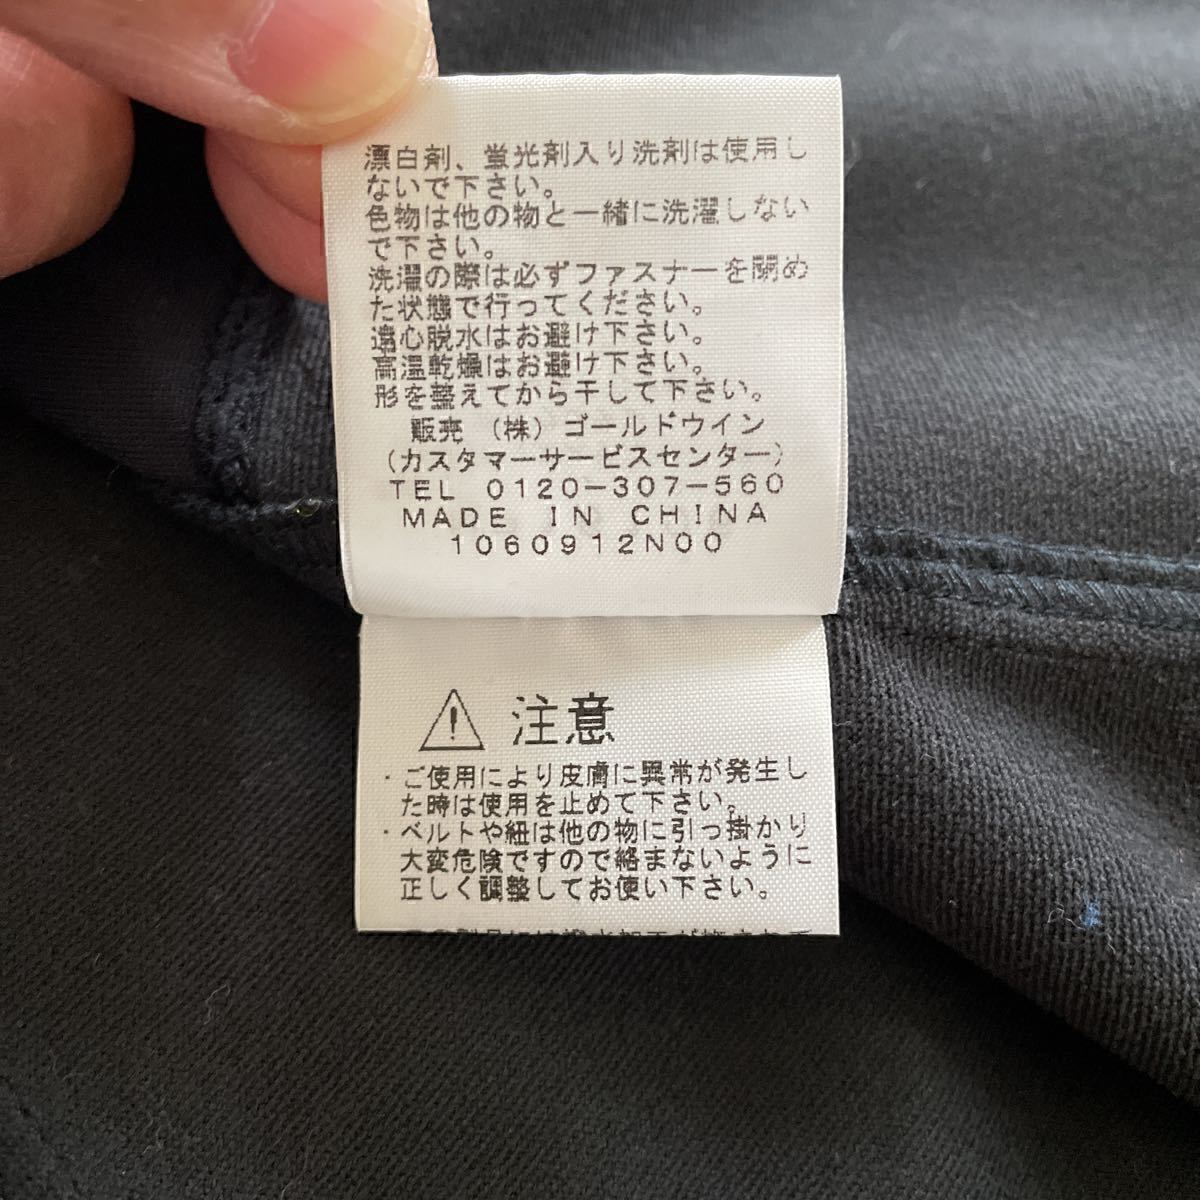 漂白剤、蛍光剤入り洗剤は使用し
ないで下さい。
色物は他の物と一緒に洗濯しない
で下さい。
洗濯の際は必ずファスナーを閉め
た状態で行ってください。
遠心脱水はお避け下さい。
高温乾燥はお避け下さい。
形を整えてから干して下さい。
販売 (株) ゴールドウイン
(カスタマーサービスセンター)
TEL 0120-307-560
MADE IN CHINA
1060912N00
注意
・ご使用により皮膚に異常が発生し
た時は使用を止めて下さい。
・ベルトや紐は他の物に引っ掛かり
大変危険ですので絡まないように
正しく調整してお使い下さい。